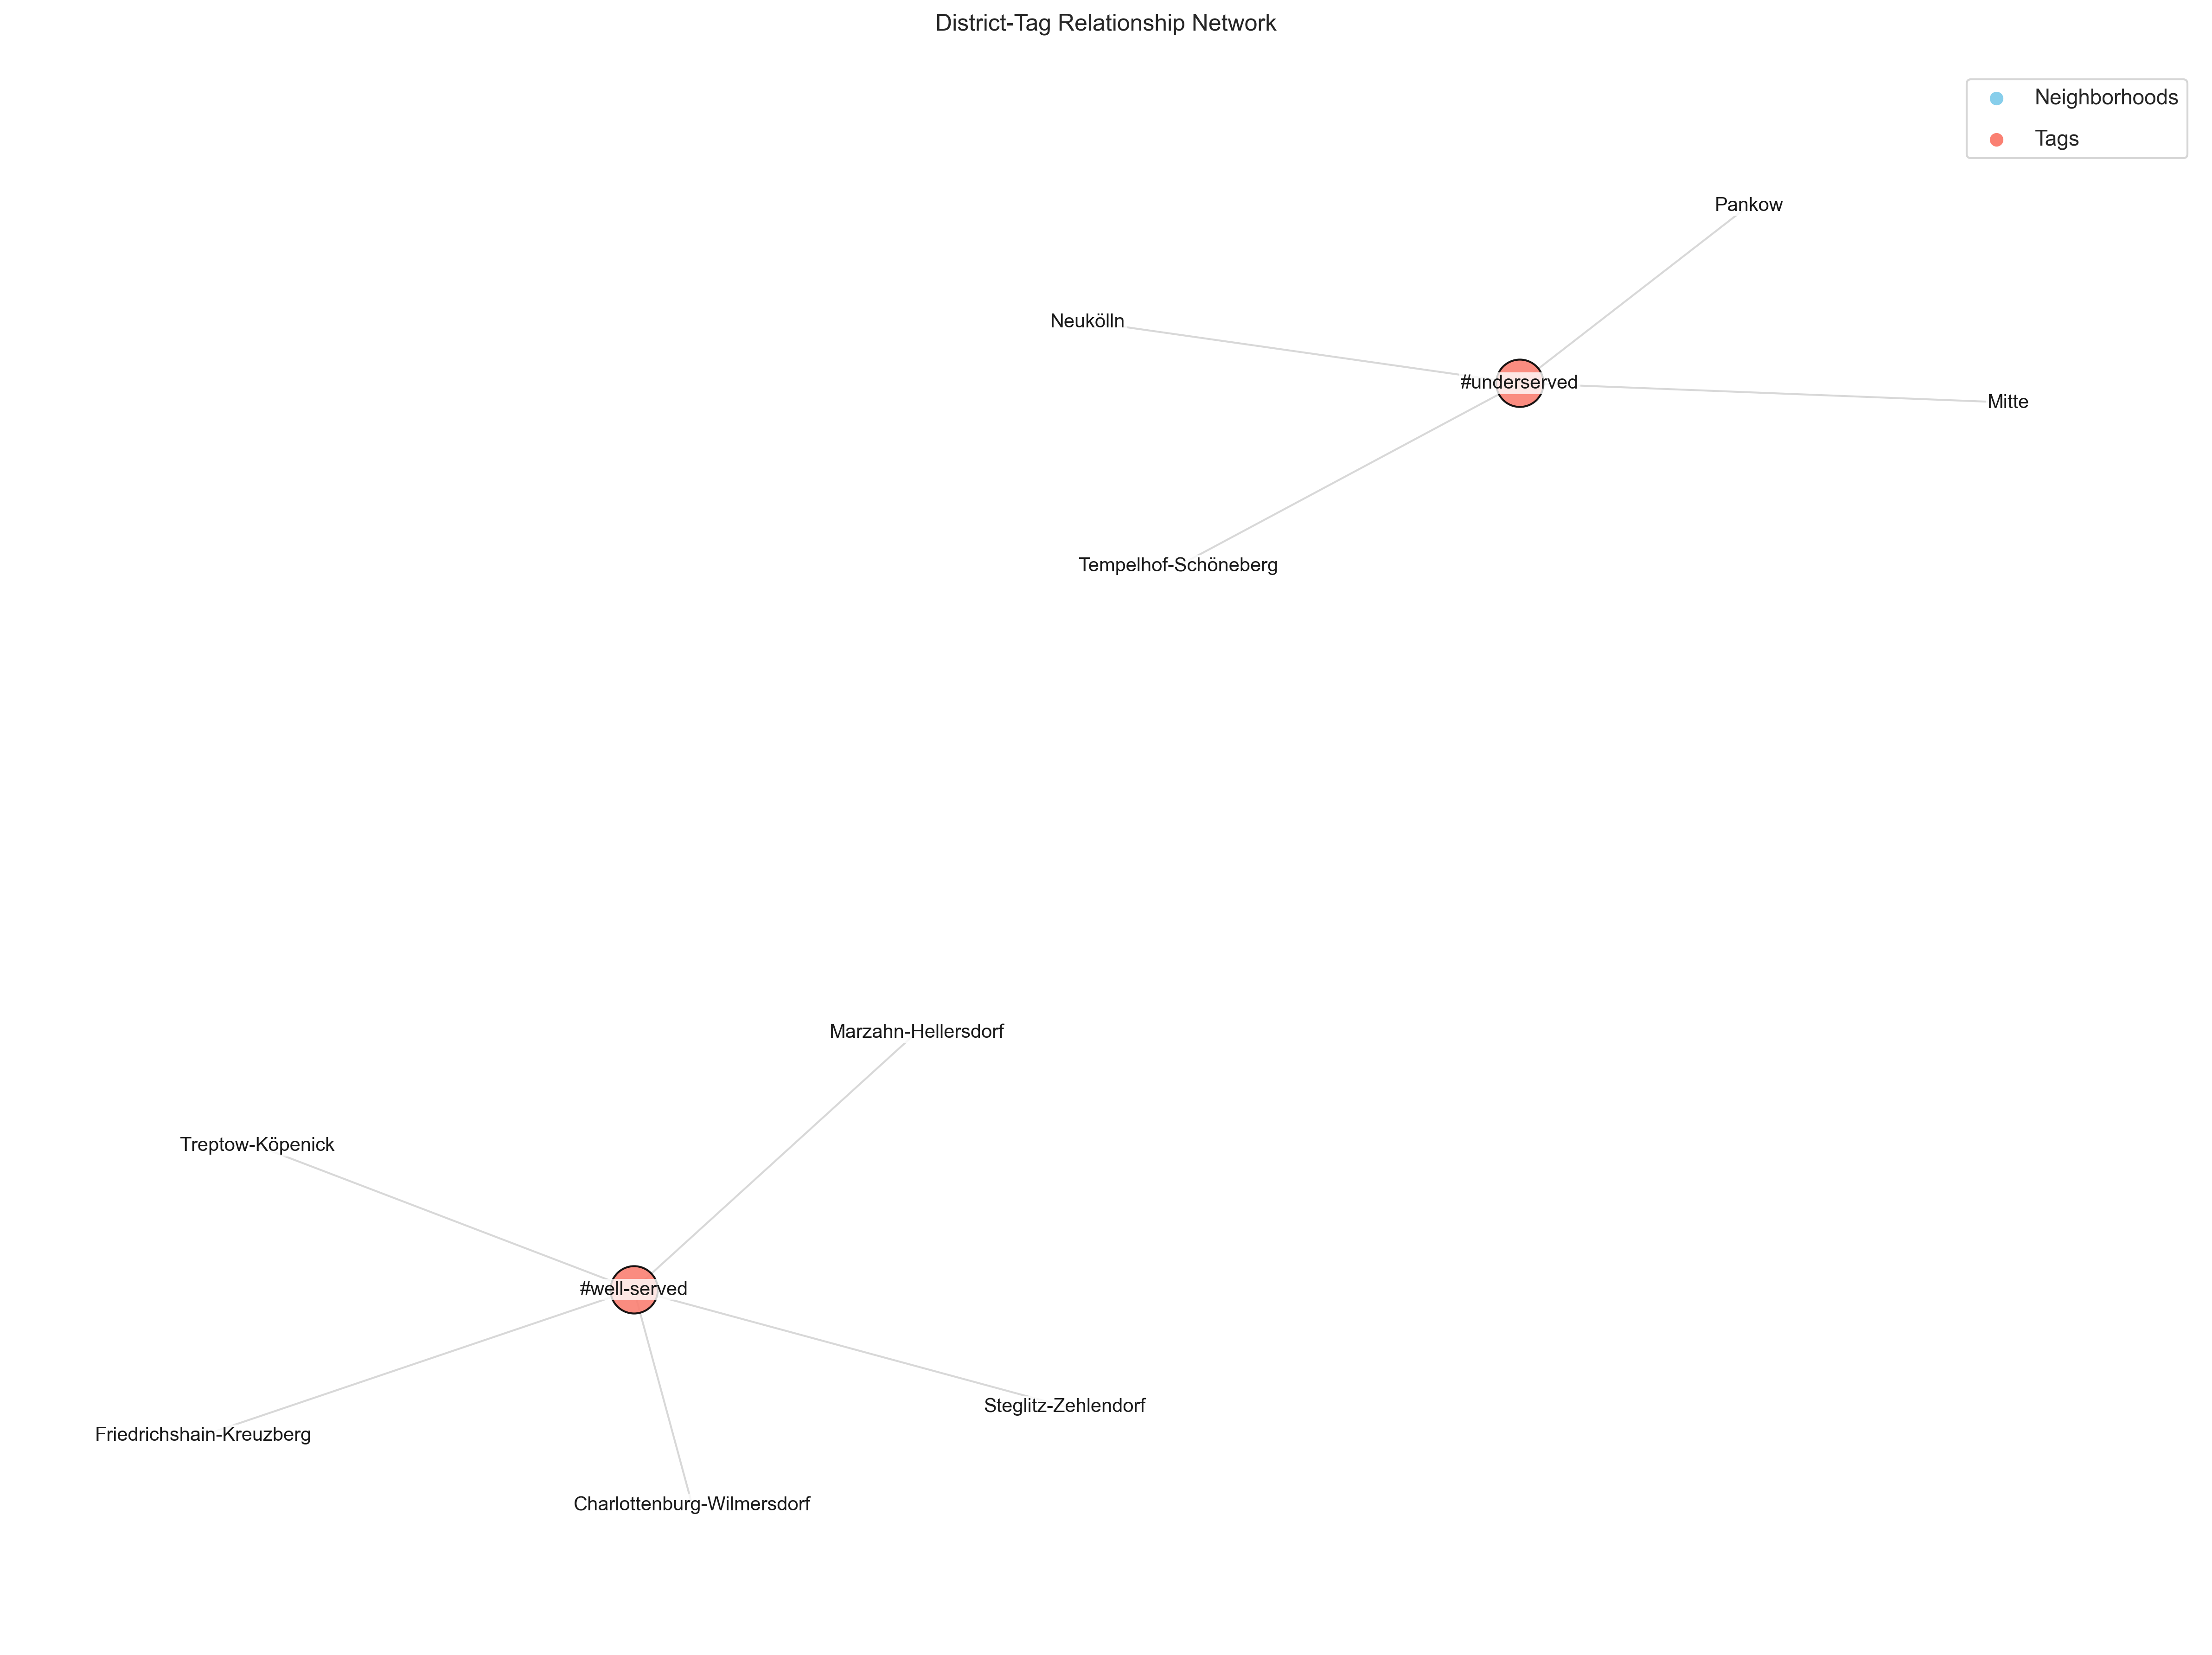 District-Tag Relationship Network
Neighborhoods
Tags
Pankow
Neukölln
#underserved
Mitte
Tempelhof-Schöneberg
Marzahn-Hellersdorf
Treptow-Köpenick
#well-served
Steglitz-Zehlendorf
Friedrichshain-Kreuzberg
Charlottenburg-Wilmersdorf